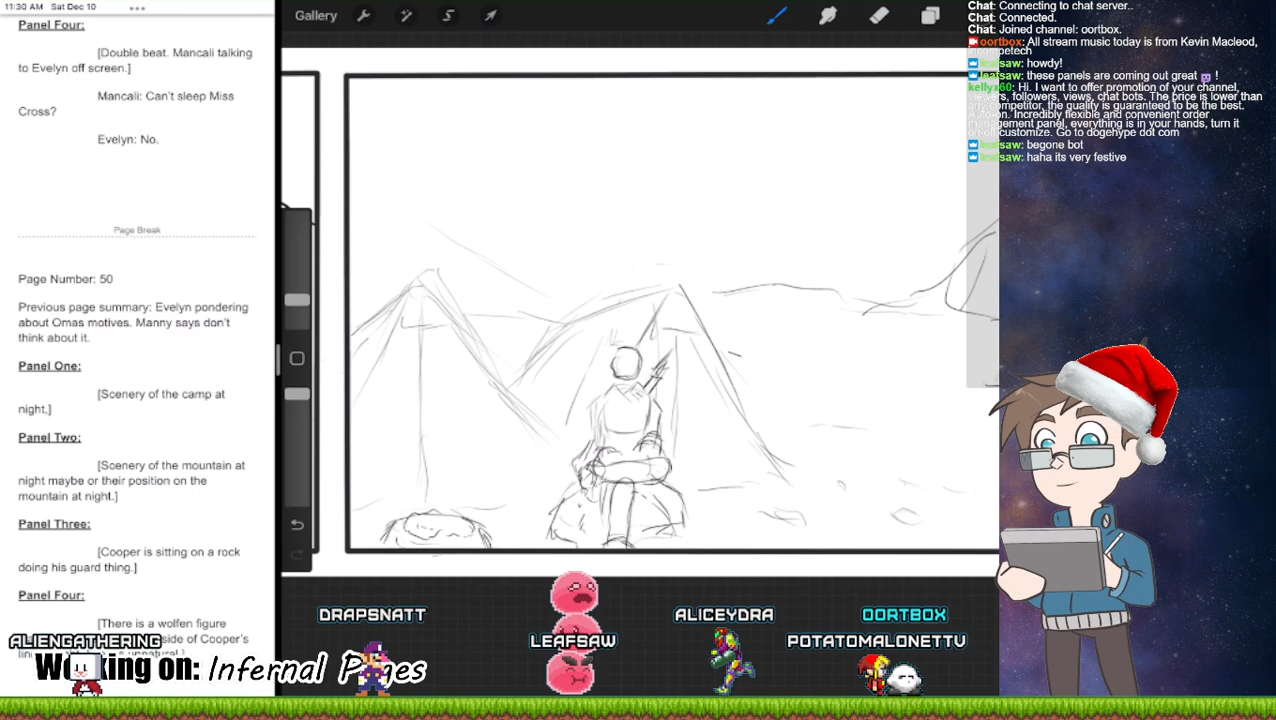 11:30 AM Sat Dec 10
Panel Four:
[Double beat. Mancali talking
to Evelyn off screen.]
Mancali: Can't sleep Miss
Cross?
Evelyn: No.
Page Break
Page Number: 50
Previous page summary: Evelyn pondering
about Omas motives. Manny says don't
think about it.
Panel One:
[Scenery of the camp at
night,]
Panel Two:
[Scenery of the mountain at
night maybe or their position on the
mountain at night.]
Panel Three:
[Cooper is sitting on a rock
doing his guard thing.]
Panel Four:
[There is a wolfen figure
side of Cooper's
Gallery
Chat: Connecting to chat server..
Chat: Connected.
Chat: Joined channel: oortbox.
oortbox: All stream music today is from Kevin Macleod,
leafsaw: howdy!
leafsaw: these panels are coming out great !
kellyx60: Hi. I want to offer promotion of your channel,
followers, views, chat bots. The price is lower than
any competitor, the quality is guaranteed to be the best.
Incredibly flexible and convenient order
management panel, everything is in your hands, turn it
on-off-customize. Go to dogehype dot com
leafsaw: begone bot
leafsaw: haha its very festive
DRAPSNATT
LEAFSAW
ALICEYDRA
OORTBOX
POTATOMALONETTV
ALIENGATHERING
Working on: Infernal Pages